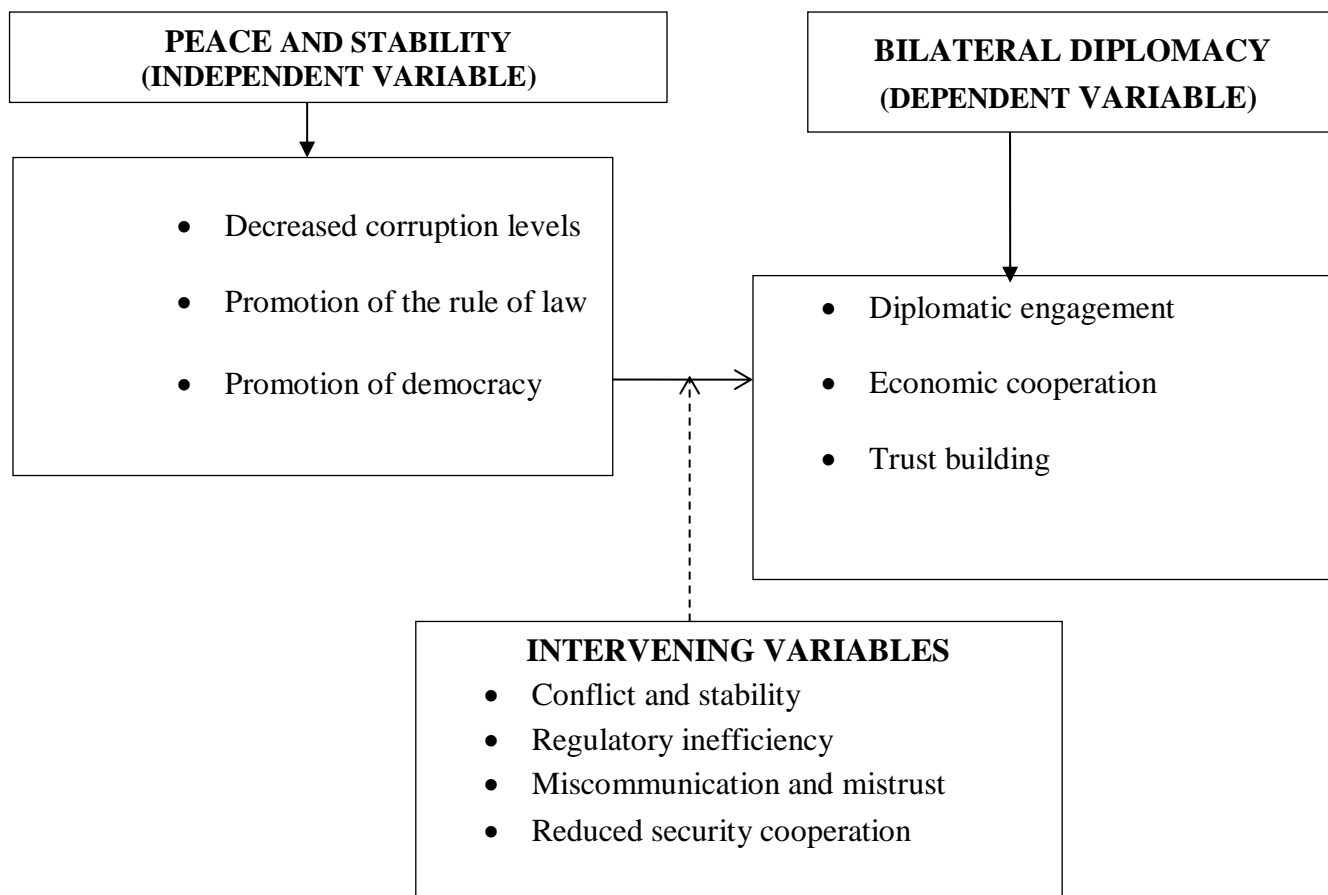 PEACE AND STABILITY
(INDEPENDENT VARIABLE)
• Decreased corruption levels
• Promotion of the rule of law
• Promotion of democracy
BILATERAL DIPLOMACY
(DEPENDENT VARIABLE)
• Diplomatic engagement
• Economic cooperation
• Trust building
INTERVENING VARIABLES
• Conflict and stability
• Regulatory inefficiency
• Miscommunication and mistrust
• Reduced security cooperation